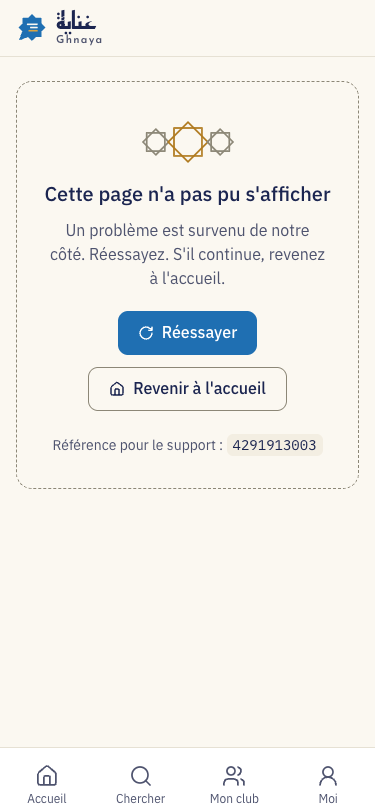 غناية
Ghnaya
Cette page n'a pas pu s'afficher
Un problème est survenu de notre
côté. Réessayez. S'il continue, revenez
à l'accueil.
Réessayer
Revenir à l'accueil
Référence pour le support : 4291913003
Accueil
Chercher
Mon club
Moi